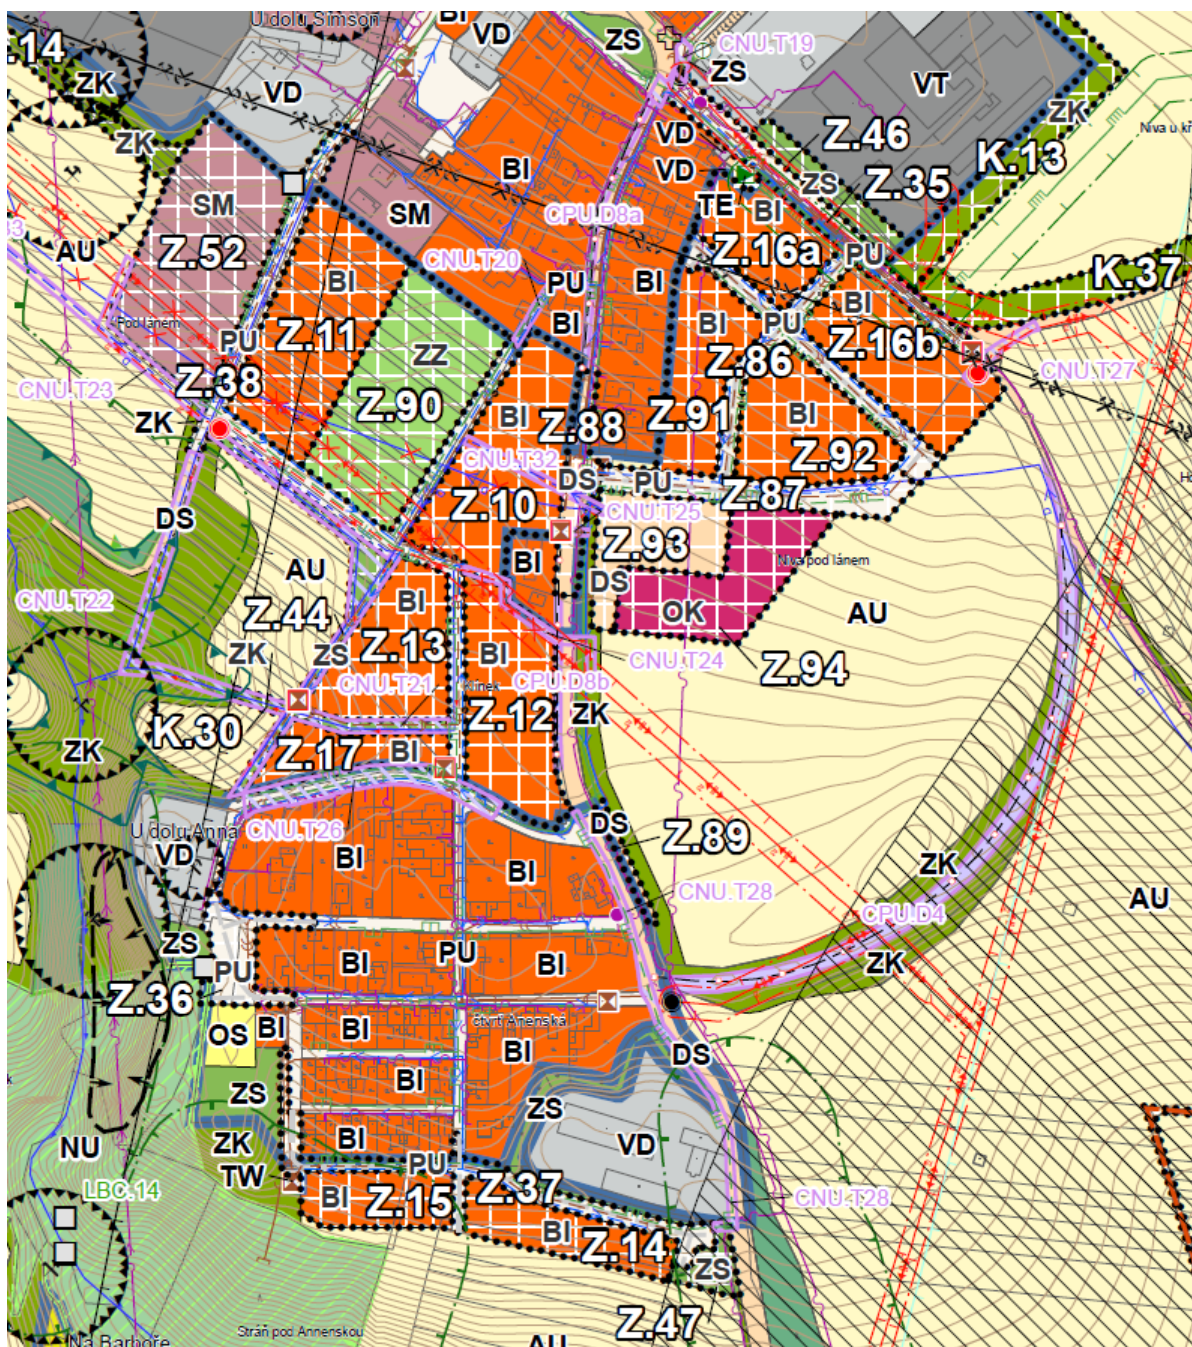 U dolu Simson
BI
VD
ZS
CNU.T19
.14
ZK
VD
ZS
VT
ZK
Z.46
ZK
VD
K.13
BI
VD
ZS
Z.35
SM
SM
TE
BI
CPU.D8a
AU
Z.52
Z.16a
PU
CNU.T20
K.37
BI
PU
BI
BI
Pod lánem
BI
BI
PU
Z.11
PU
Z.16b
ZZ
Z.86
CNU.T27
CNU.T23
Z.38
Z.90
BI
BI
ZK
Z.88
Z.91
CNU.T32
Z.92
DS
PU
Z.87
DS
Z.10
CNU.T25
Z.93
BI
Niva pod lánem
AU
DS
CNU.T22
BI
OK
AU
Z.44
Z.13
ZK
ZS
BI
CNU.T24
Z.94
CNU.T21
CPU.D8b
Klínek
K.30
Z.12
ZK
ZK
Z.17
BI
U dolu Anna
CNU.T26
DS
Z.89
VD
BI
BI
ZK
CNU.T28
AU
CPU.D4
ZS
PU
BI
PU
BI
ZK
Z.36
čtvrť Anenská
OS
BI
BI
BI
DS
BI
ZS
ZS
BI
VD
ZK
NU
PU
TW
LBC.14
BI
Z.15
Z.37
CNU.T28
BI
Z.14
ZS
Z.47
Stráň pod Annenskou
Na Barboře
AU